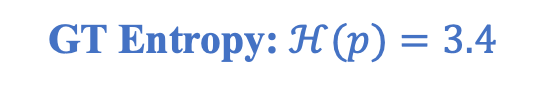 GT Entropy: ℋ(p) = 3.4